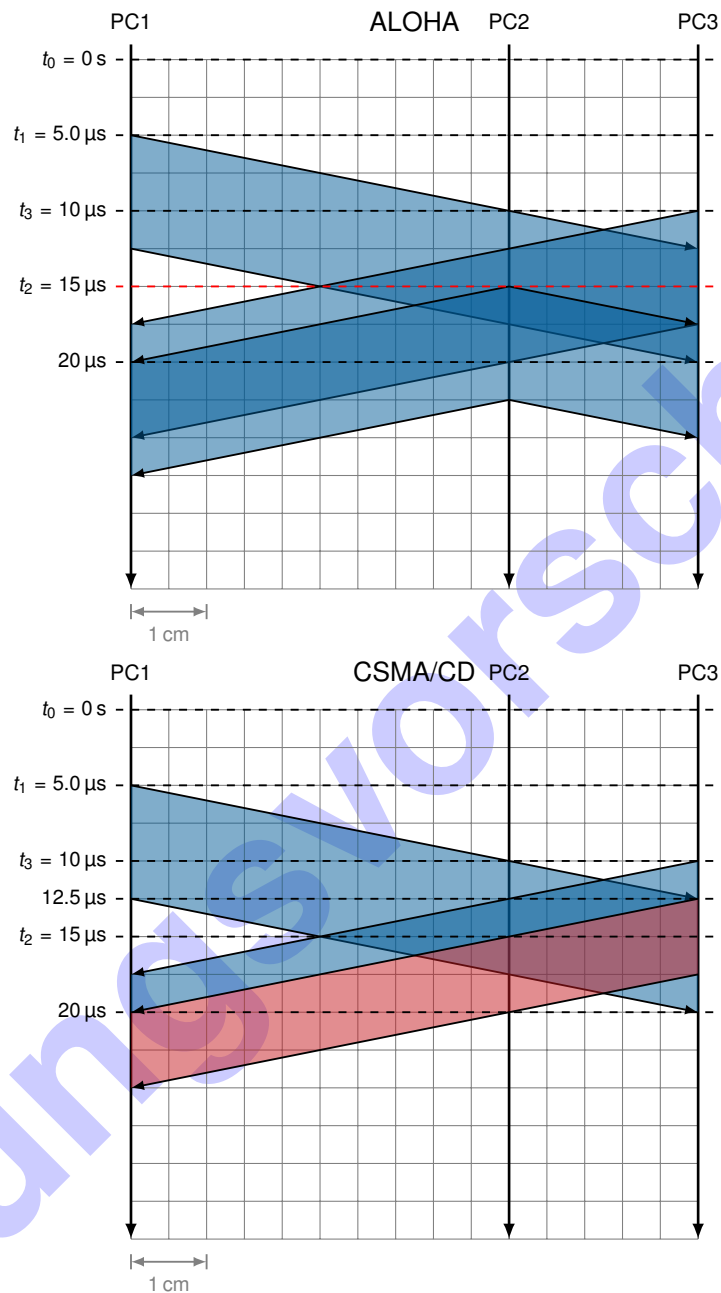 ALOHA
PC1 PC2 PC3
t₀ = 0 s
t₁ = 5.0 µs
t₃ = 10 µs
t₂ = 15 µs
20 µs
1 cm
CSMA/CD
PC1 PC2 PC3
t₀ = 0 s
t₁ = 5.0 µs
t₃ = 10 µs
12.5 µs
t₂ = 15 µs
20 µs
1 cm
ungsvorsch